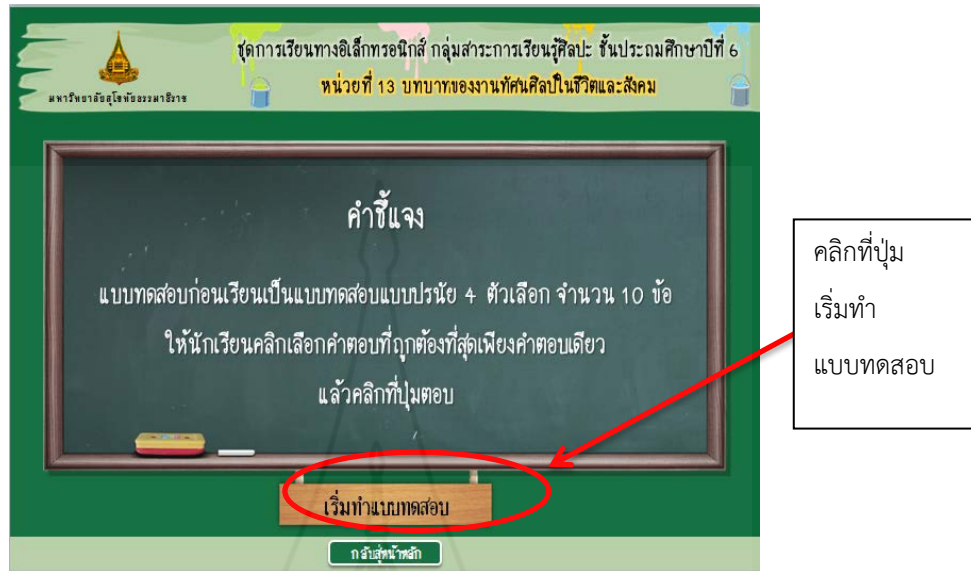 ชุดการเรียนทางอิเล็กทรอนิกส์ กลุ่มสาระการเรียนรู้ศิลปะ ชั้นประถมศึกษาปีที่ 6
หน่วยที่ 13 บทบาทของงานทัศนศิลป์ในชีวิตและสังคม
มหาวิทยาลัยสุโขทัยธรรมาธิราช
คำชี้แจง
แบบทดสอบก่อนเรียนเป็นแบบทดสอบแบบปรนัย 4 ตัวเลือก จำนวน 10 ข้อ
ให้นักเรียนคลิกเลือกคำตอบที่ถูกต้องที่สุดเพียงคำตอบเดียว
แล้วคลิกที่ปุ่มตอบ
เริ่มทำแบบทดสอบ
กลับสู่หน้าหลัก
คลิกที่ปุ่ม
เริ่มทำ
แบบทดสอบ